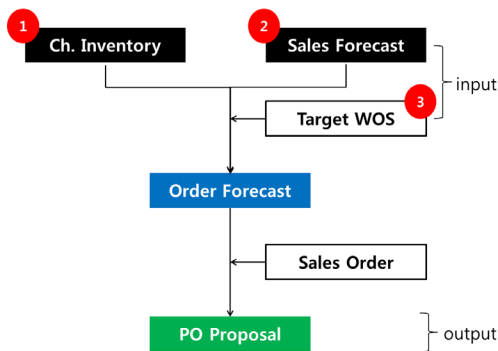 1
Ch. Inventory
2
Sales Forecast
input
3
Target WOS
Order Forecast
Sales Order
PO Proposal
output